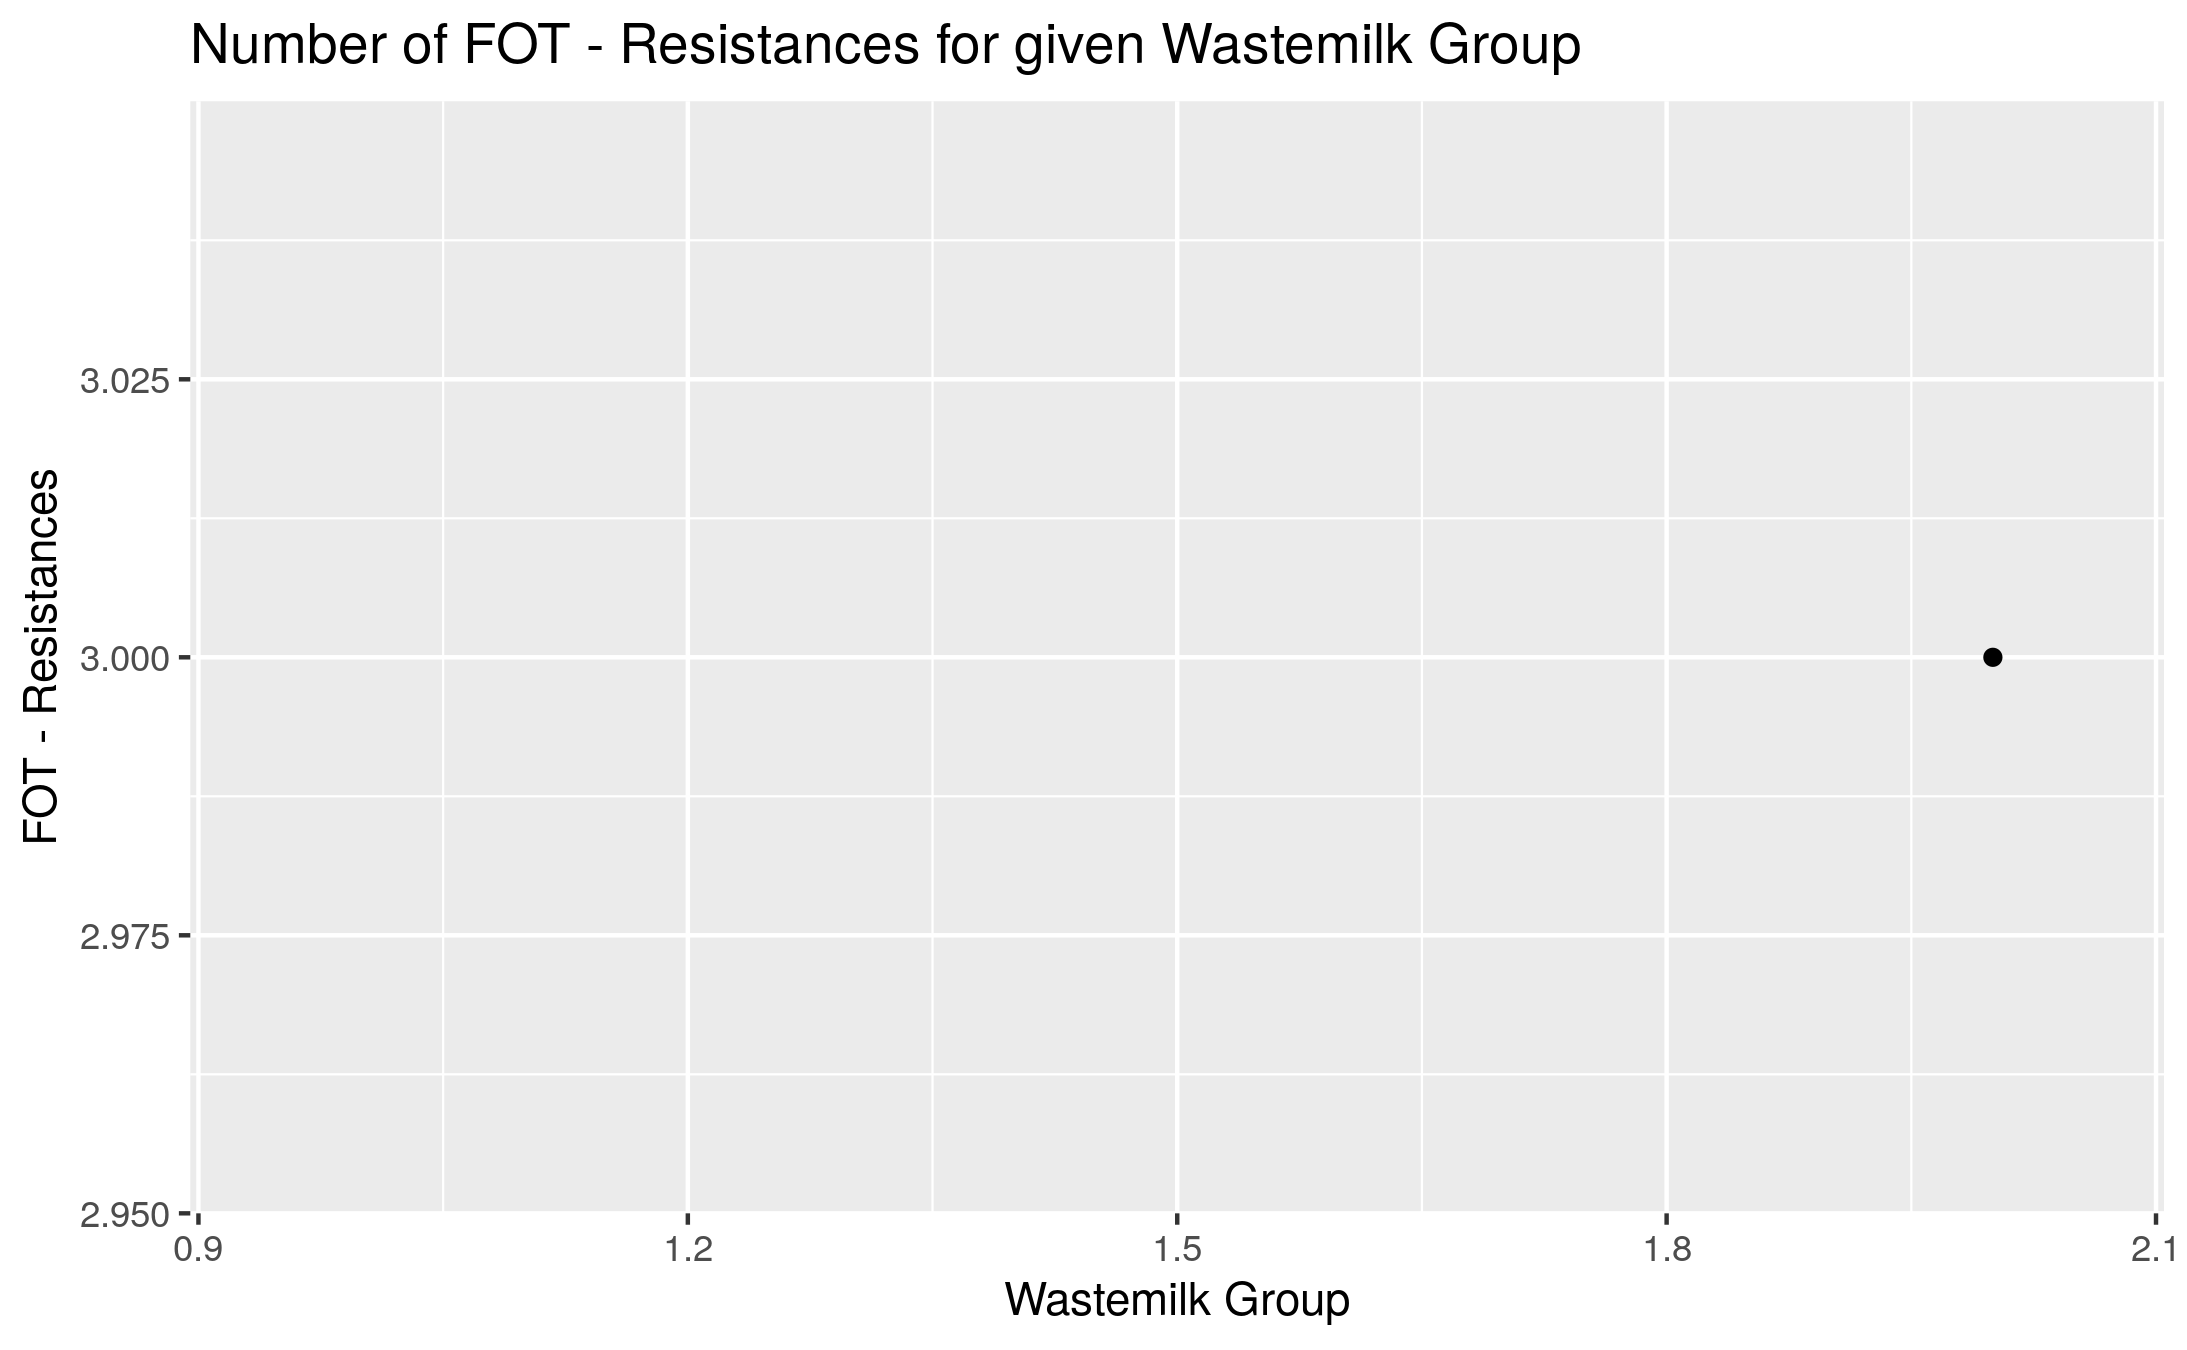 Number of FOT - Resistances for given Wastemilk Group
FOT - Resistances
3.025
3.000
2.975
2.950
0.9 1.2 1.5 1.8 2.1
Wastemilk Group